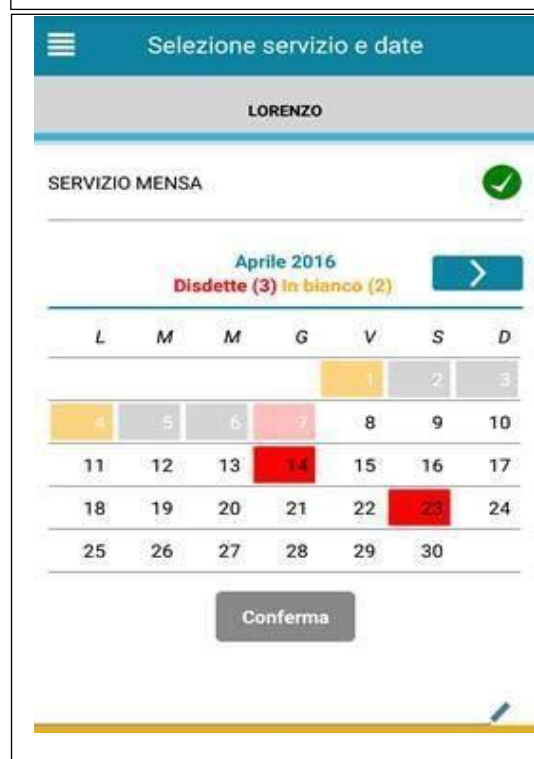 Selezione servizio e date
LORENZO
SERVIZIO MENSA
Aprile 2016
Disdette (3) In bianco (2)
L M M G V S D
1 2 3
4 5 6 7 8 9 10
11 12 13 14 15 16 17
18 19 20 21 22 23 24
25 26 27 28 29 30
Conferma